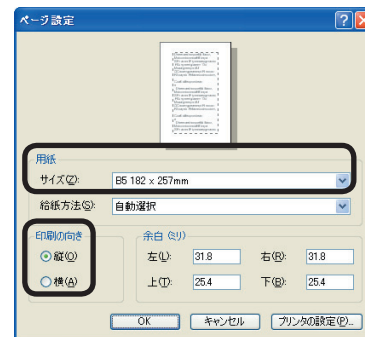 ページ設定
用紙
サイズ(Z): B5 182 x 257mm
給紙方法(S): 自動選択
印刷の向き 余白 (ミリ)
縦(O) 左(L): 31.8 右(R): 31.8
横(A) 上(T): 25.4 下(B): 25.4
OK キャンセル プリンタの設定(P)...